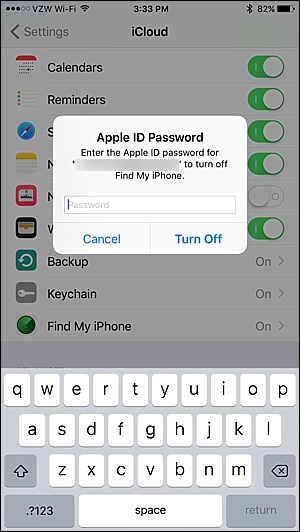 VZW Wi-Fi 3:33 PM 82%
Settings iCloud
Calendars
Reminders
S
N
N
W
Apple ID Password
Enter the Apple ID password for
“ ” to turn off
Find My iPhone.
Password
Cancel Turn Off
Backup On
Keychain On
Find My iPhone On
q w e r t y u i o p
a s d f g h j k l
z x c v b n m
.?123 space return